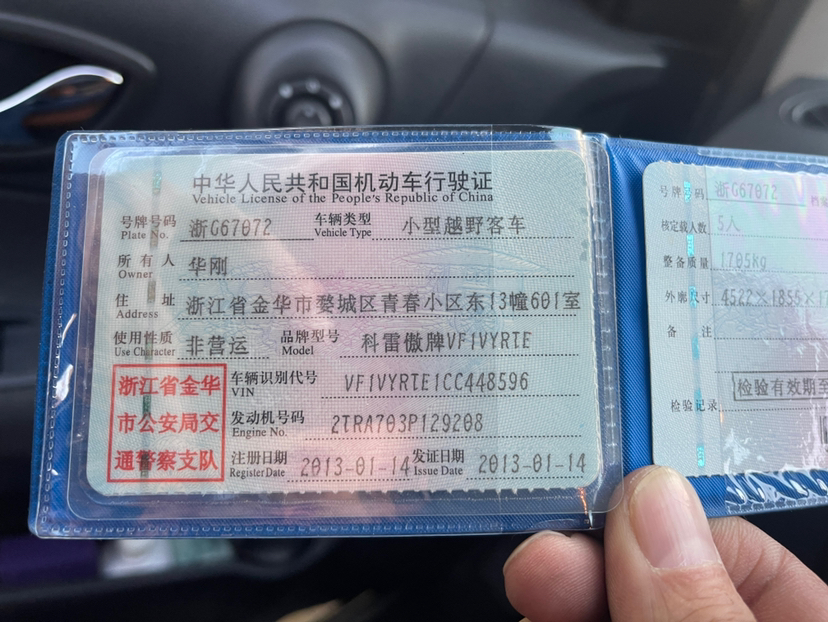 中华人民共和国机动车行驶证
Vehicle License of the People's Republic of China
号牌号码 Plate No. 浙G67072 车辆类型 Vehicle Type 小型越野客车
所有人 Owner 华刚
住址 Address 浙江省金华市婺城区青春小区东13幢601室
使用性质 Use Character 非营运 品牌型号 Model 科雷傲牌VF1VYRTE
车辆识别代号 VIN VF1VYRTE1CC448596
发动机号码 Engine No. 2TRA703P129208
注册日期 Register Date 2013-01-14 发证日期 Issue Date 2013-01-14
浙江省金华
市公安局交
通警察支队
号牌号码 浙G67072
核定载人数 5人
整备质量 1705kg
外廓尺寸 4522×1855×17
备注
检验有效期至
检验记录